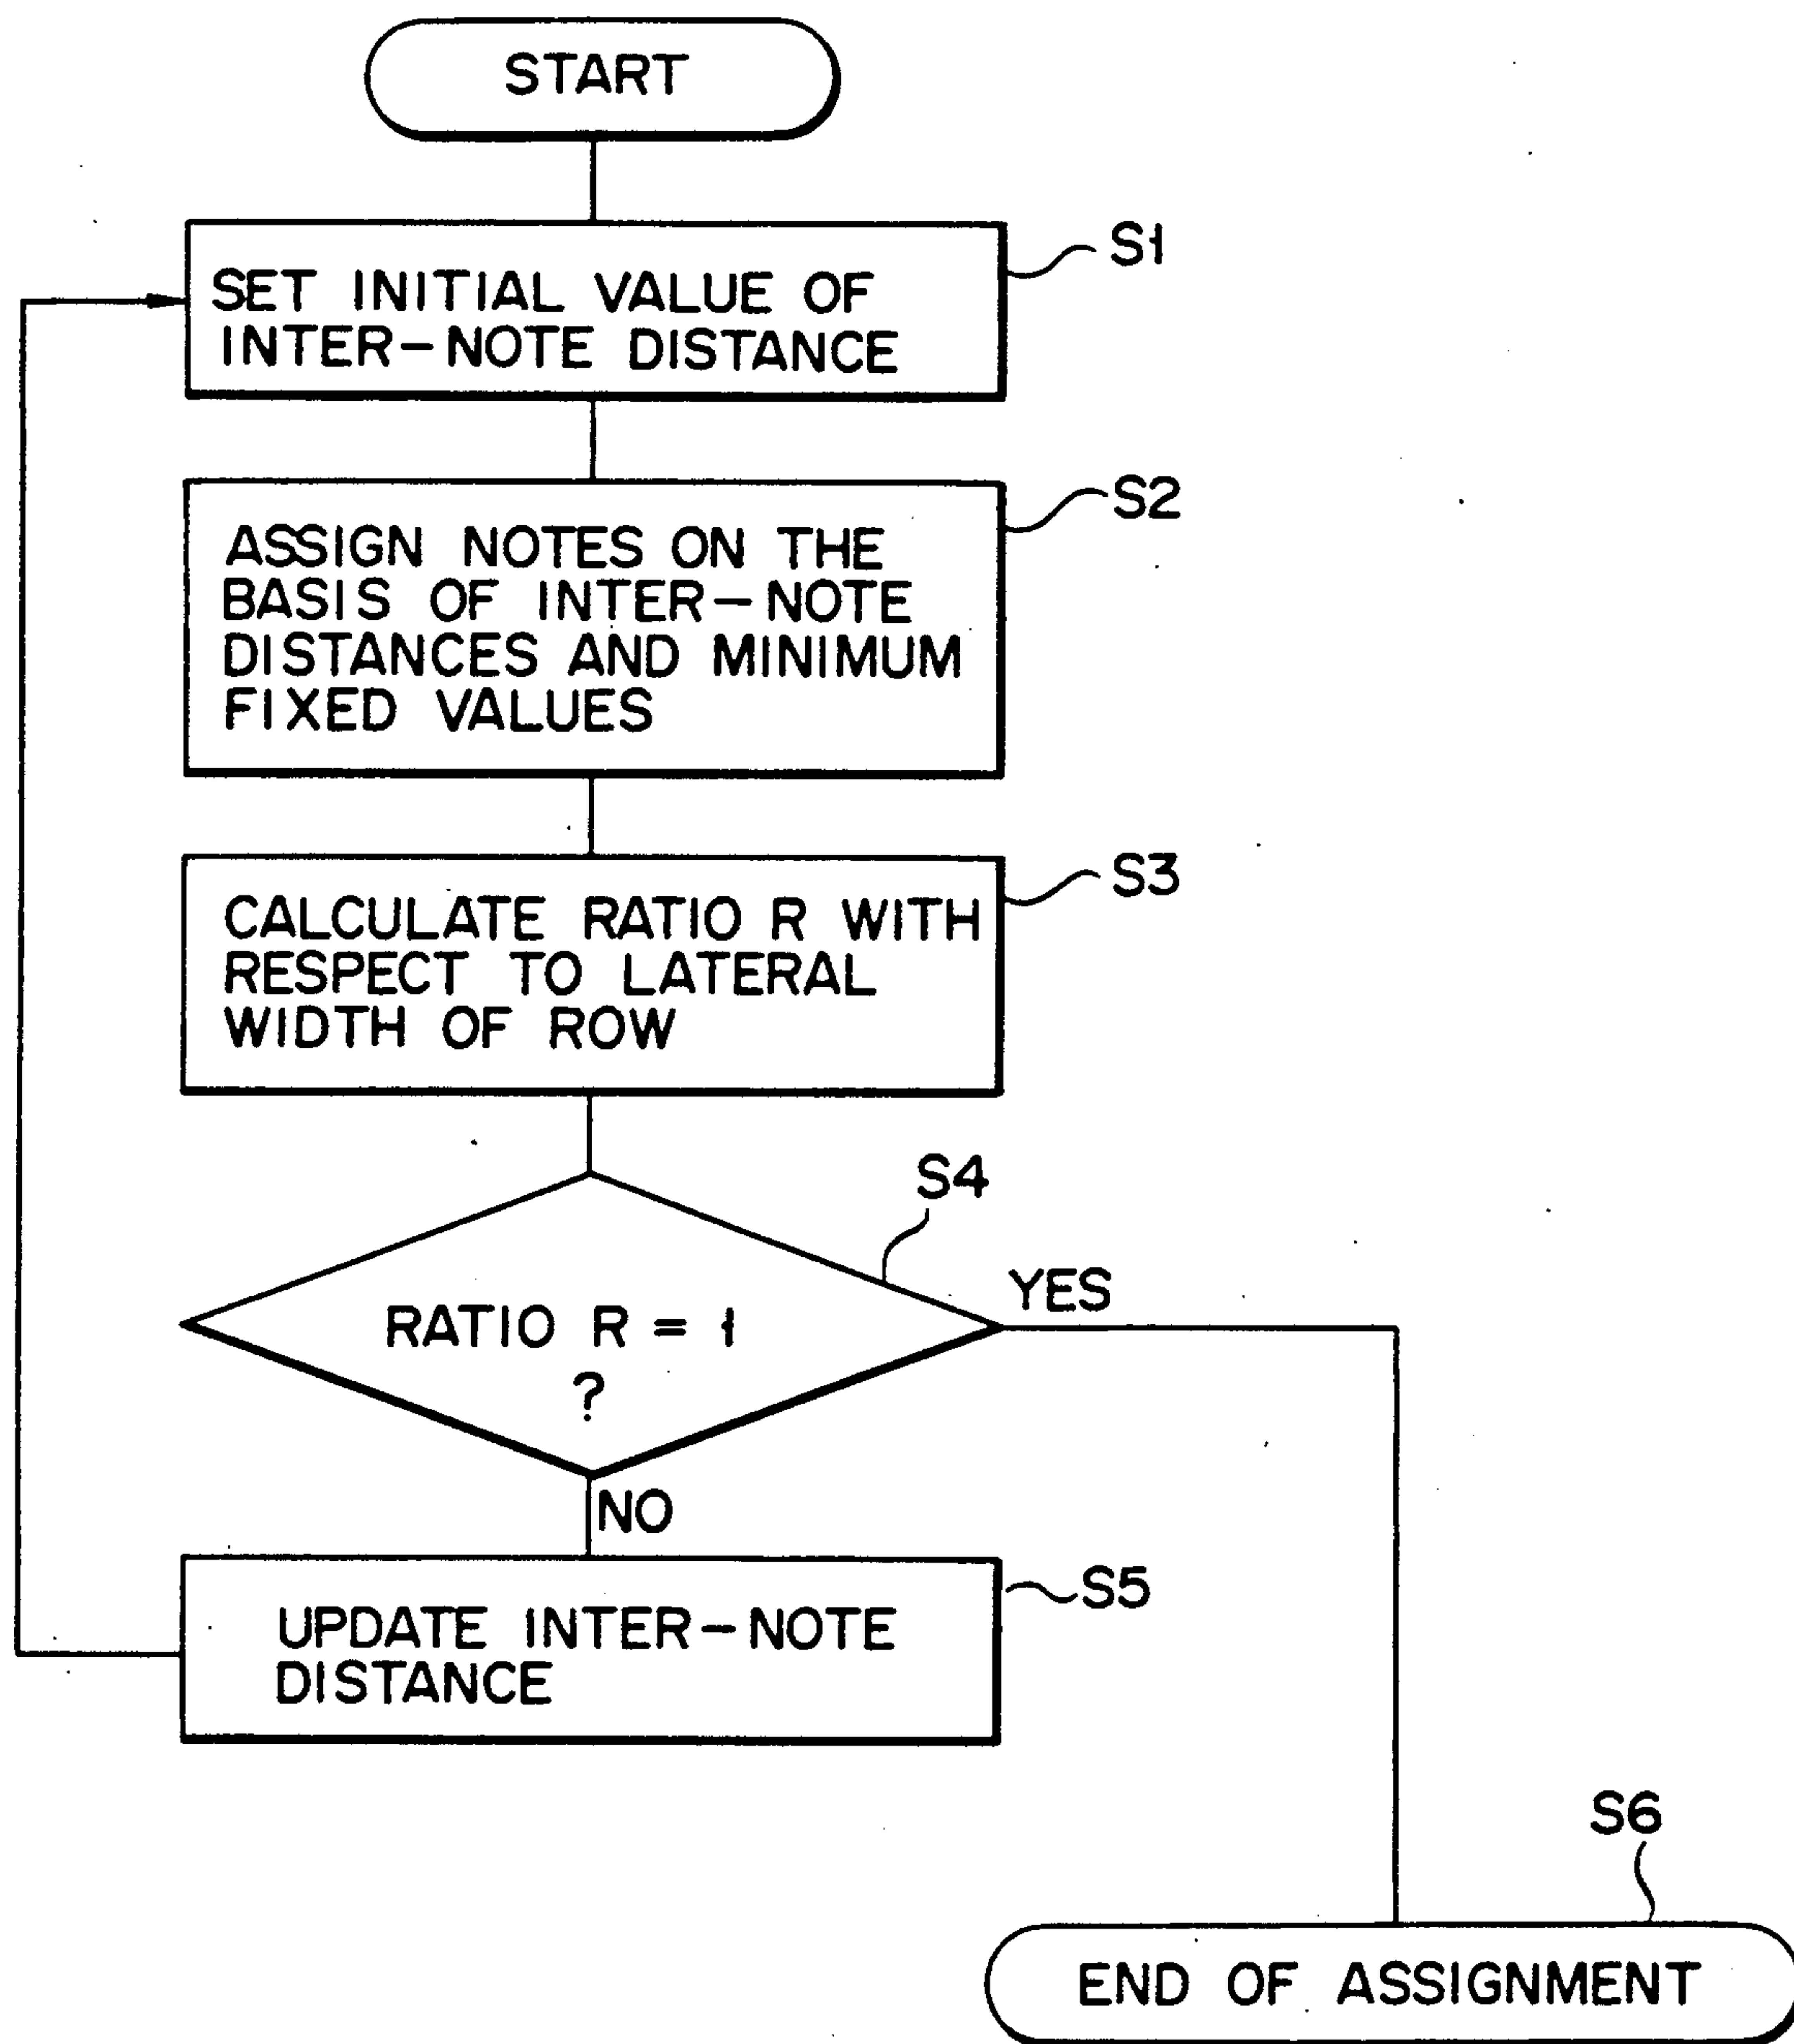 START
S1
SET INITIAL VALUE OF
INTER-NOTE DISTANCE
S2
ASSIGN NOTES ON THE
BASIS OF INTER-NOTE
DISTANCES AND MINIMUM
FIXED VALUES
S3
CALCULATE RATIO R WITH
RESPECT TO LATERAL
WIDTH OF ROW
S4
YES
RATIO R = 1
?
NO
S5
UPDATE INTER-NOTE
DISTANCE
S6
END OF ASSIGNMENT